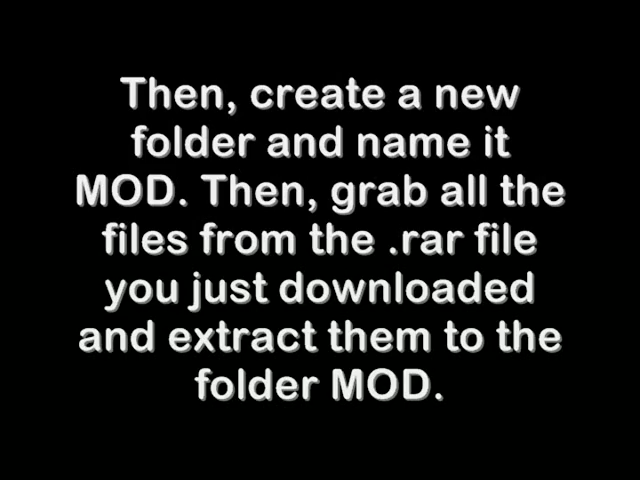 Then, create a new
folder and name it
MOD. Then, grab all the
files from the .rar file
you just downloaded
and extract them to the
folder MOD.